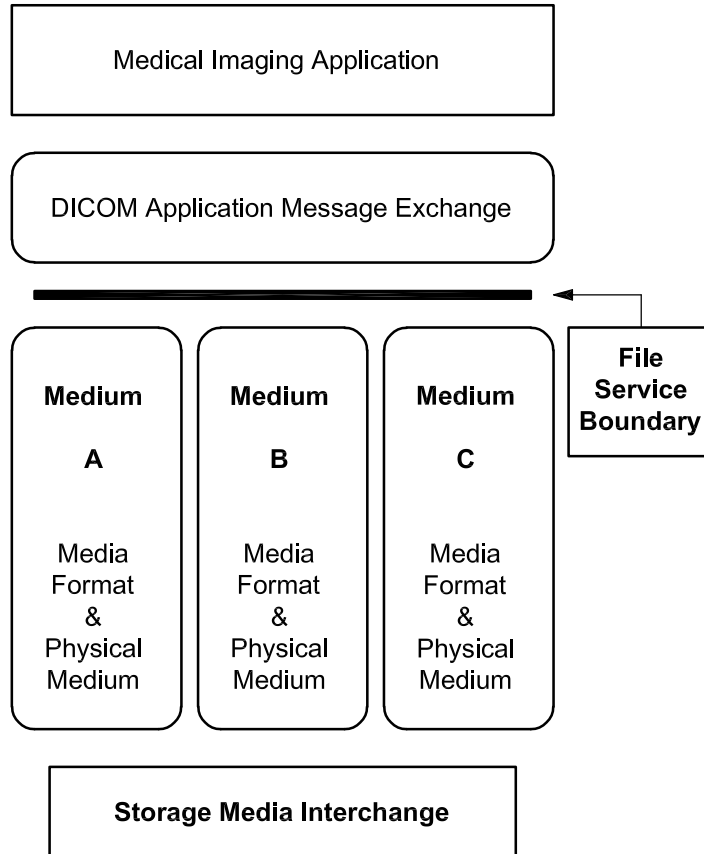 Medical Imaging Application
DICOM Application Message Exchange
File
Service
Boundary
Medium
A
Media
Format
&
Physical
Medium
Medium
B
Media
Format
&
Physical
Medium
Medium
C
Media
Format
&
Physical
Medium
Storage Media Interchange